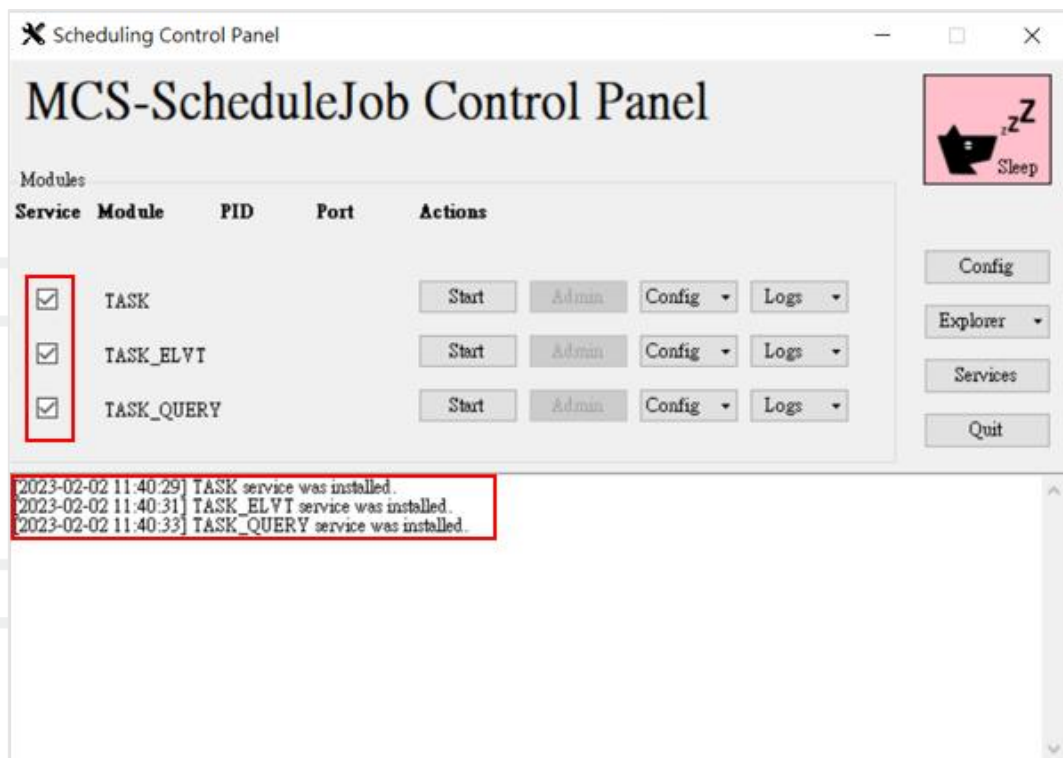 Scheduling Control Panel
MCS-ScheduleJob Control Panel
zzZ
Sleep
Modules
Service Module PID Port Actions
TASK Start Admin Config Logs
TASK_ELVT Start Admin Config Logs
TASK_QUERY Start Admin Config Logs
Config
Explorer
Services
Quit
[2023-02-02 11:40:29] TASK service was installed..
[2023-02-02 11:40:31] TASK_ELVT service was installed..
[2023-02-02 11:40:33] TASK_QUERY service was installed..